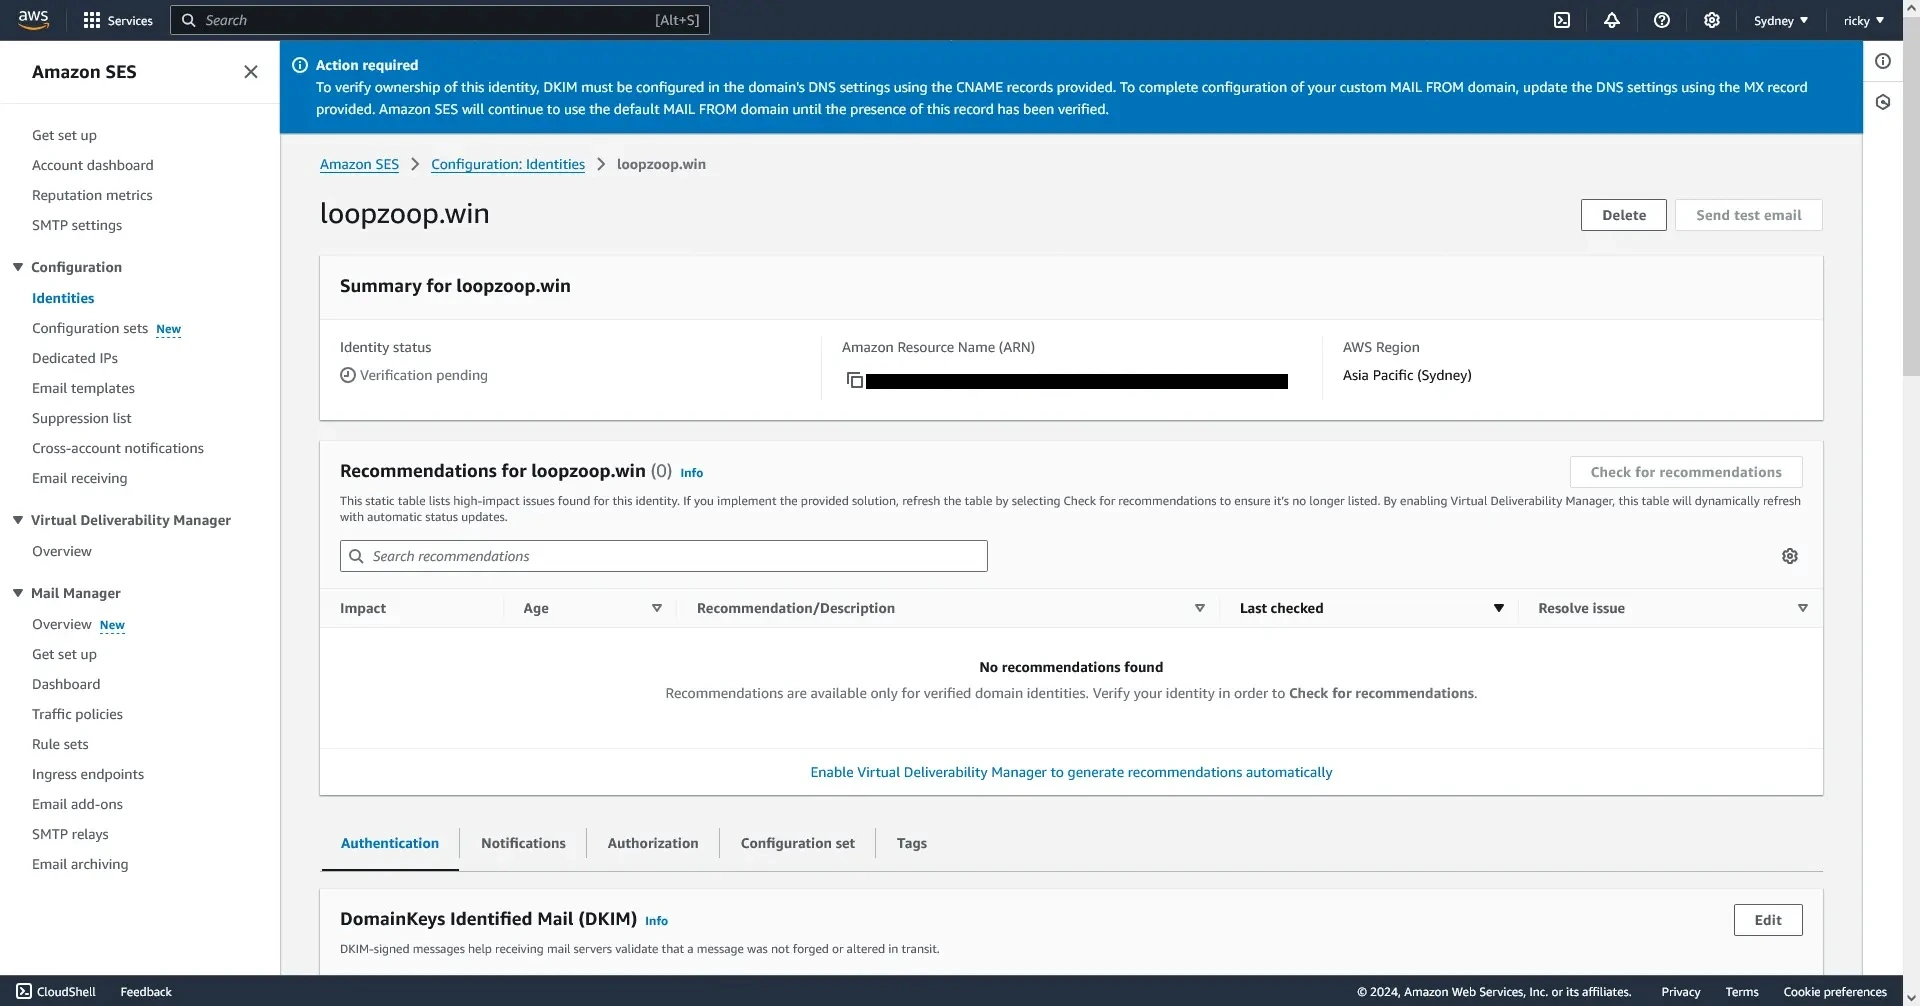 aws
Services
Search
[Alt+S]
Sydney
ricky
Amazon SES
Get set up
Account dashboard
Reputation metrics
SMTP settings
Configuration
Identities
Configuration sets New
Dedicated IPs
Email templates
Suppression list
Cross-account notifications
Email receiving
Virtual Deliverability Manager
Overview
Mail Manager
Overview New
Get set up
Dashboard
Traffic policies
Rule sets
Ingress endpoints
Email add-ons
SMTP relays
Email archiving
Action required
To verify ownership of this identity, DKIM must be configured in the domain's DNS settings using the CNAME records provided. To complete configuration of your custom MAIL FROM domain, update the DNS settings using the MX record
provided. Amazon SES will continue to use the default MAIL FROM domain until the presence of this record has been verified.
Amazon SES > Configuration: Identities > loopzoop.win
loopzoop.win
Delete
Send test email
Summary for loopzoop.win
Identity status
Verification pending
Amazon Resource Name (ARN)
AWS Region
Asia Pacific (Sydney)
Recommendations for loopzoop.win (0) Info
Check for recommendations
This static table lists high-impact issues found for this identity. If you implement the provided solution, refresh the table by selecting Check for recommendations to ensure it's no longer listed. By enabling Virtual Deliverability Manager, this table will dynamically refresh
with automatic status updates.
Search recommendations
Impact
Age
Recommendation/Description
Last checked
Resolve issue
No recommendations found
Recommendations are available only for verified domain identities. Verify your identity in order to Check for recommendations.
Enable Virtual Deliverability Manager to generate recommendations automatically
Authentication
Notifications
Authorization
Configuration set
Tags
DomainKeys Identified Mail (DKIM) Info
Edit
DKIM-signed messages help receiving mail servers validate that a message was not forged or altered in transit.
CloudShell
Feedback
© 2024, Amazon Web Services, Inc. or its affiliates.
Privacy
Terms
Cookie preferences